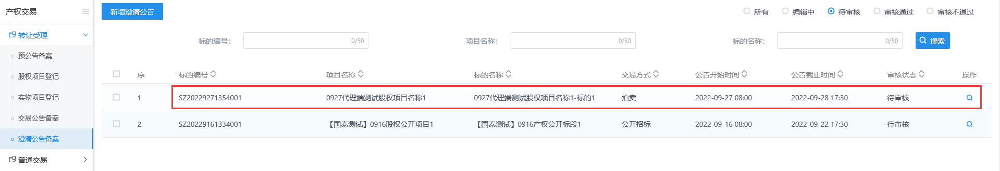 产权交易
转让受理
预公告备案
股权项目登记
实物项目登记
交易公告备案
澄清公告备案
普通交易
新增澄清公告
所有 编辑中 待审核 审核通过 审核不通过
标的编号： 0/50 项目名称： 0/50 标的名称： 0/50 搜索
序 标的编号 项目名称 标的名称 交易方式 公告开始时间 公告截止时间 审核状态 操作
1 SZ20229271354001 0927代理端测试股权项目名称1 0927代理端测试股权项目名称1-标的1 拍卖 2022-09-27 08:00 2022-09-28 17:30 待审核
2 SZ20229161334001 【国泰测试】0916股权公开项目1 【国泰测试】0916产权公开标段1 公开招标 2022-09-16 08:00 2022-09-22 17:30 待审核